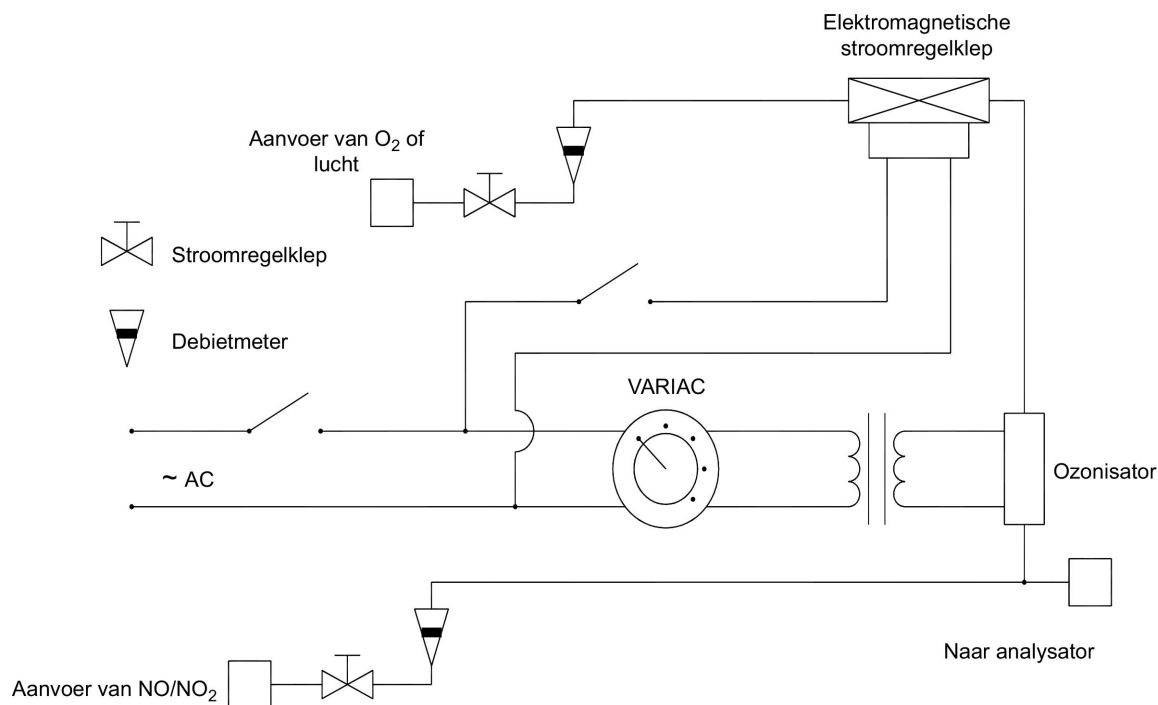 Elektromagnetische
stroomregelklep
Aanvoer van O₂ of
lucht
Stroomregelklep
Debietmeter
VARIAC
~ AC
Ozonisator
Naar analysator
Aanvoer van NO/NO₂